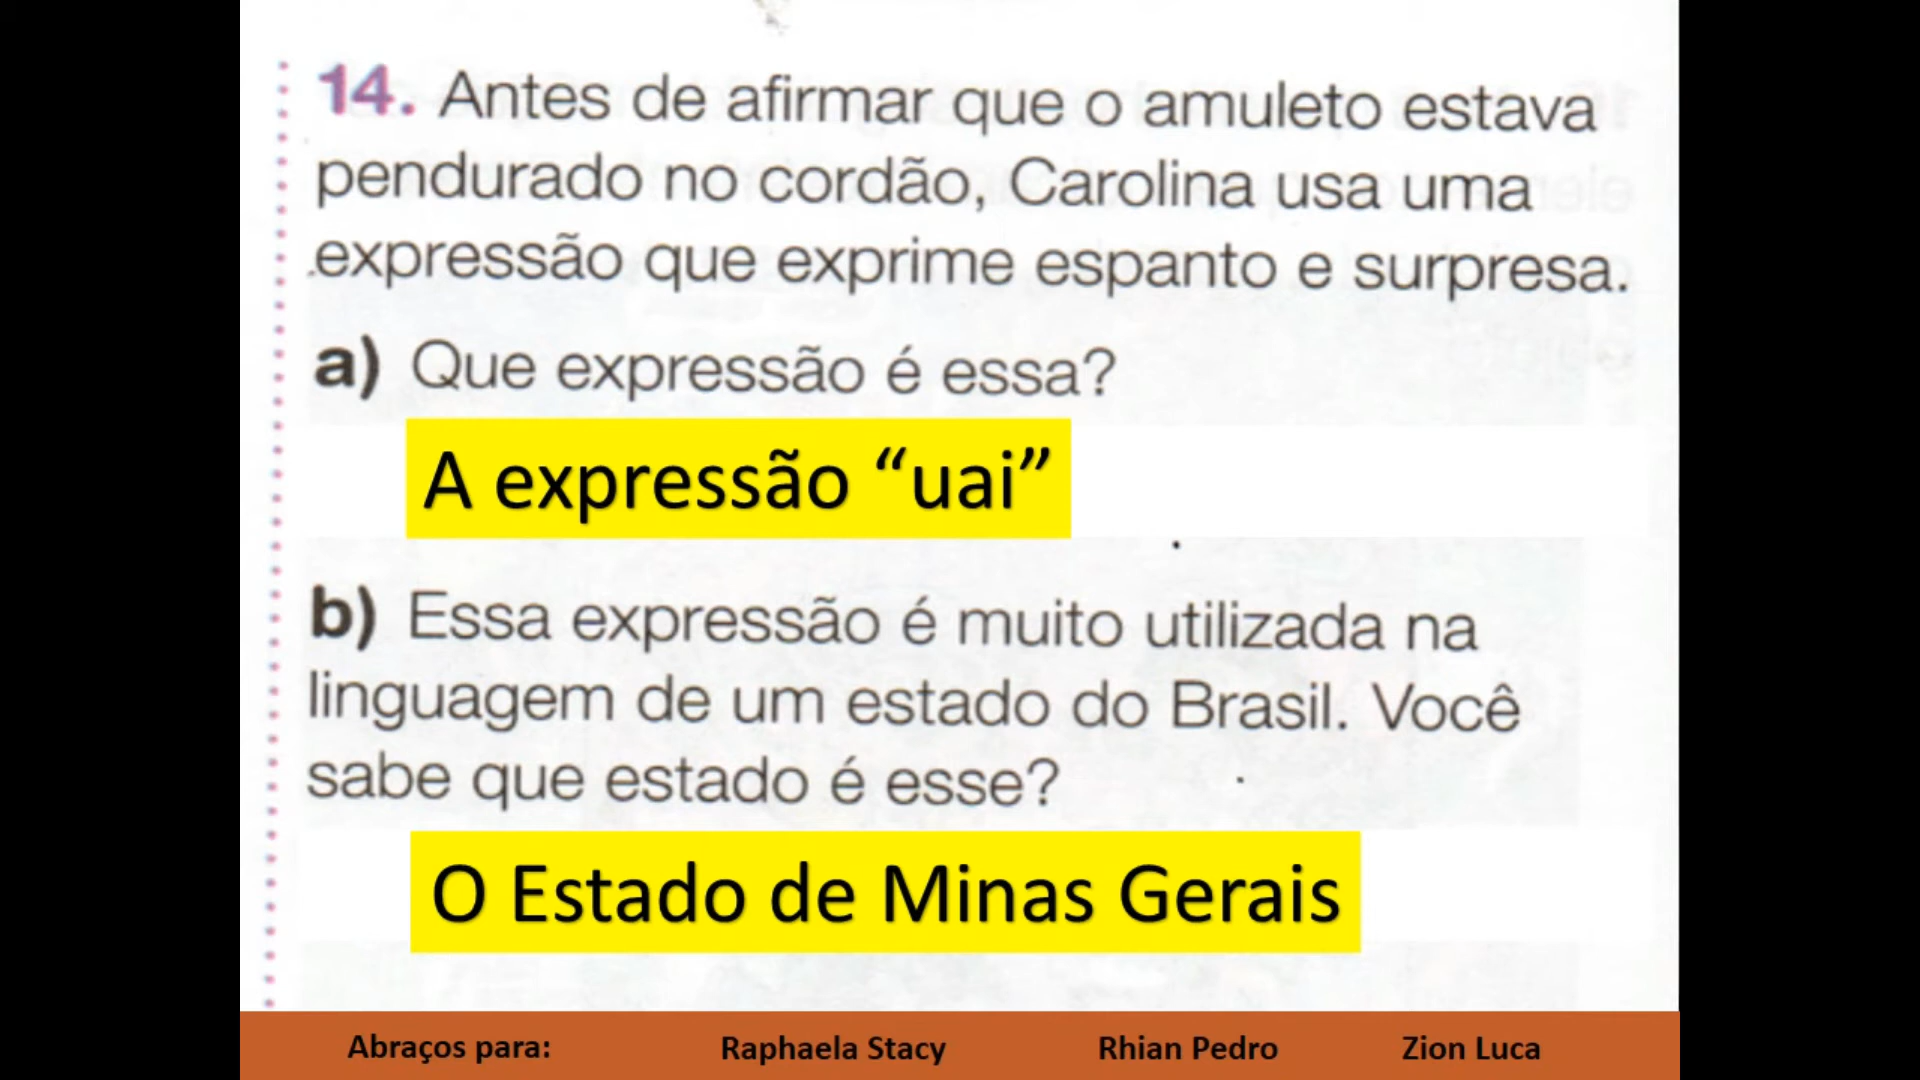 14. Antes de afirmar que o amuleto estava
pendurado no cordão, Carolina usa uma
expressão que exprime espanto e surpresa.
a) Que expressão é essa?
A expressão “uai”
b) Essa expressão é muito utilizada na
linguagem de um estado do Brasil. Você
sabe que estado é esse?
O Estado de Minas Gerais
Abraços para: Raphaela Stacy Rhian Pedro Zion Luca